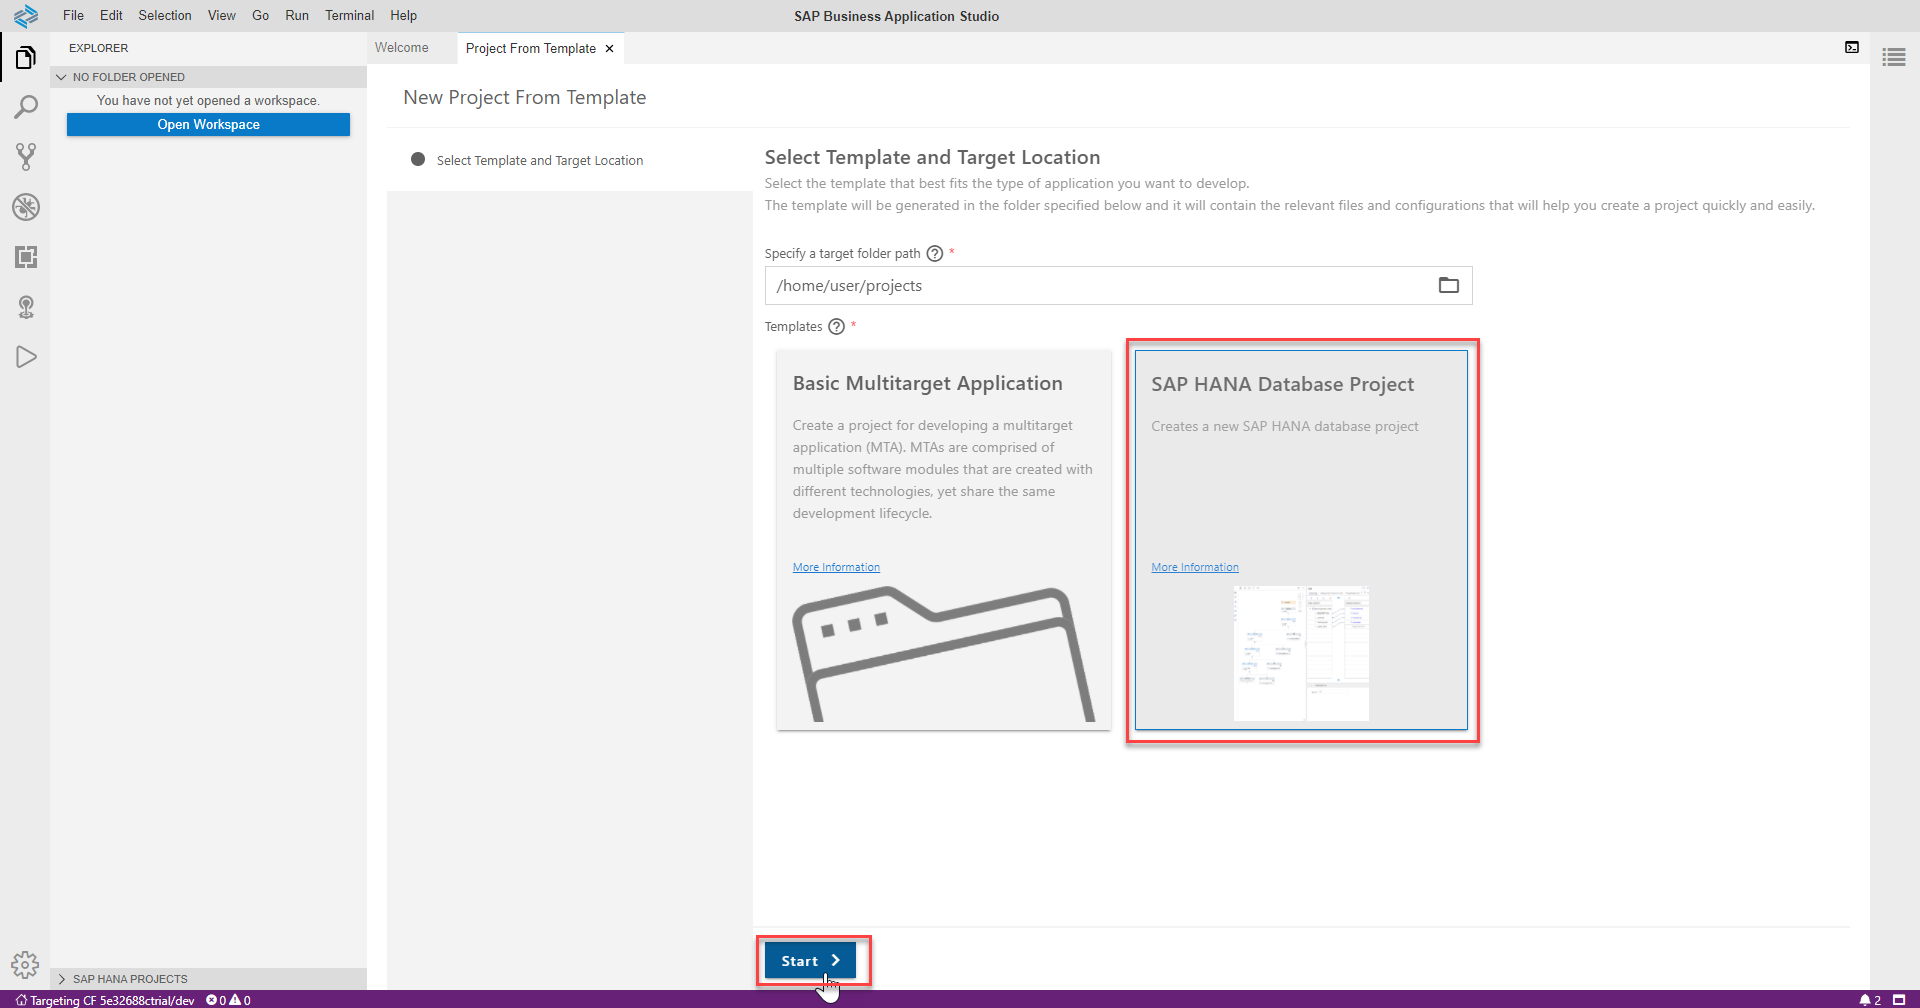 File Edit Selection View Go Run Terminal Help
SAP Business Application Studio
EXPLORER
NO FOLDER OPENED
You have not yet opened a workspace.
Open Workspace
Welcome
Project From Template ×
New Project From Template
Select Template and Target Location
Select Template and Target Location
Select the template that best fits the type of application you want to develop.
The template will be generated in the folder specified below and it will contain the relevant files and configurations that will help you create a project quickly and easily.
Specify a target folder path ? *
/home/user/projects
Templates ? *
Basic Multitarget Application
Create a project for developing a multitarget
application (MTA). MTAs are comprised of
multiple software modules that are created with
different technologies, yet share the same
development lifecycle.
More Information
SAP HANA Database Project
Creates a new SAP HANA database project
More Information
Start
SAP HANA PROJECTS
Targeting CF 5e32688ctrial/dev 0 0
2